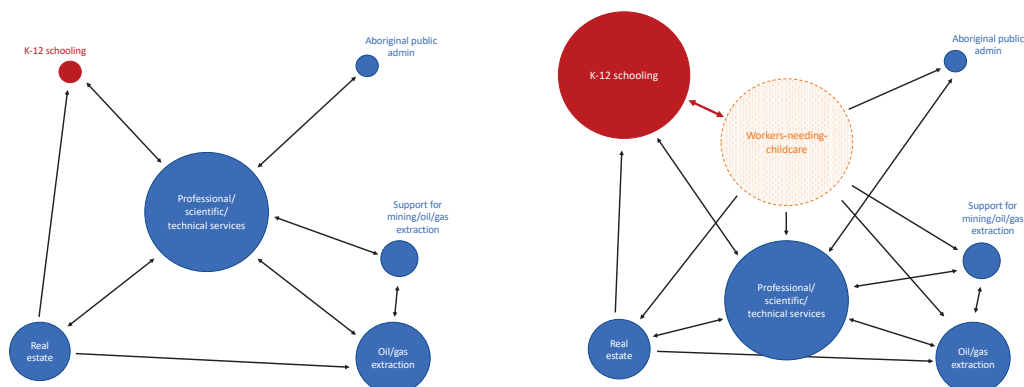 K-12 schooling
Aboriginal public
admin
Professional/
scientific/
technical services
Support for
mining/oil/gas
extraction
Real
estate
Oil/gas
extraction
K-12 schooling
Aboriginal public
admin
Workers-needing-
childcare
Support for
mining/oil/gas
extraction
Professional/
scientific/
technical services
Real
estate
Oil/gas
extraction